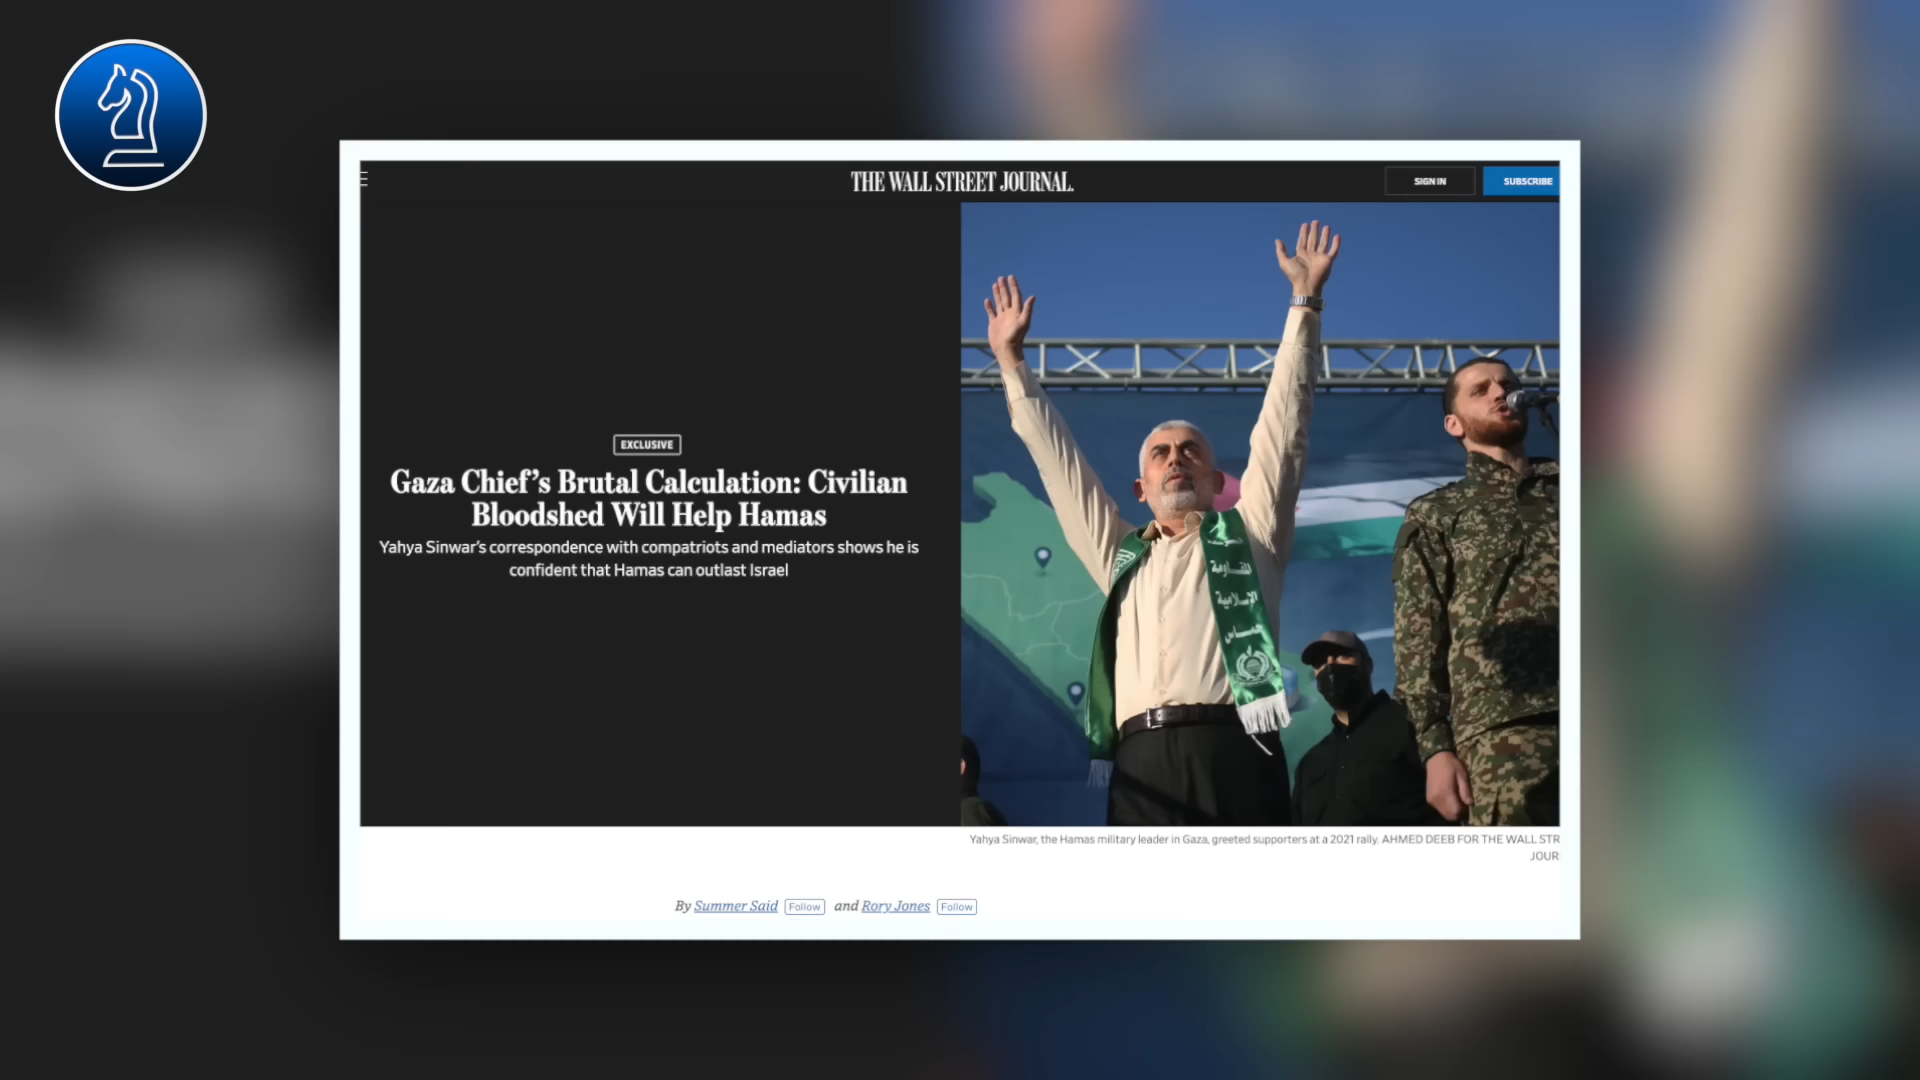 THE WALL STREET JOURNAL.
SIGN IN
SUBSCRIBE
EXCLUSIVE
Gaza Chief's Brutal Calculation: Civilian
Bloodshed Will Help Hamas
Yahya Sinwar's correspondence with compatriots and mediators shows he is
confident that Hamas can outlast Israel
المقاومة
الإسلامية
حماس
Yahya Sinwar, the Hamas military leader in Gaza, greeted supporters at a 2021 rally. AHMED DEEB FOR THE WALL STR
JOUR
By Summer Said Follow and Rory Jones Follow